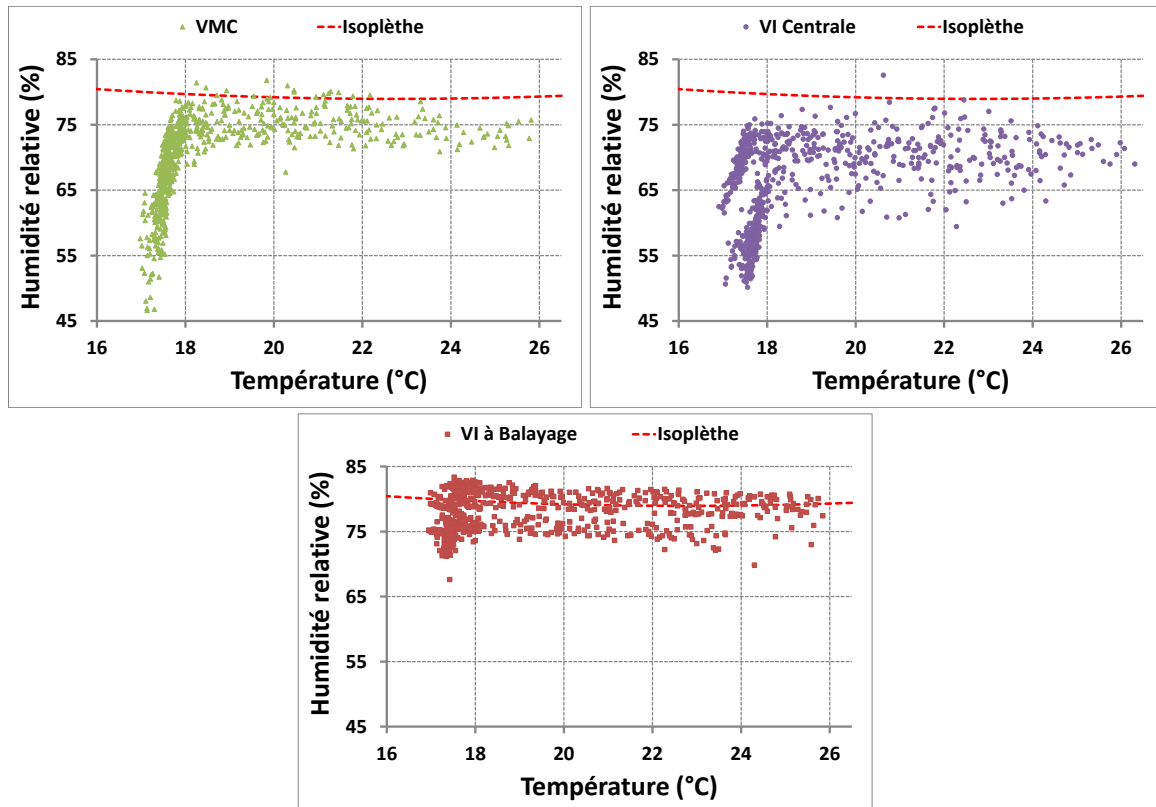 VMC Isoplèthe
Humidité relative (%)
85
75
65
55
45
16 18 20 22 24 26
Température (°C)
VI Centrale Isoplèthe
Humidité relative (%)
85
75
65
55
45
16 18 20 22 24 26
Température (°C)
VI à Balayage Isoplèthe
Humidité relative (%)
85
75
65
55
45
16 18 20 22 24 26
Température (°C)